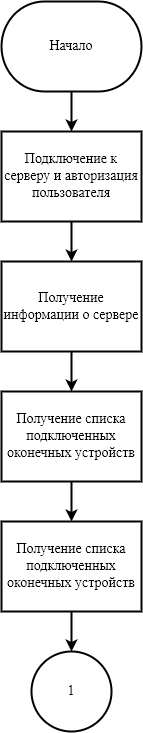 Начало
Подключение к
серверу и авторизация
пользователя
Получение
информации о сервере
Получение списка
подключенных
оконечных устройств
Получение списка
подключенных
оконечных устройств
1